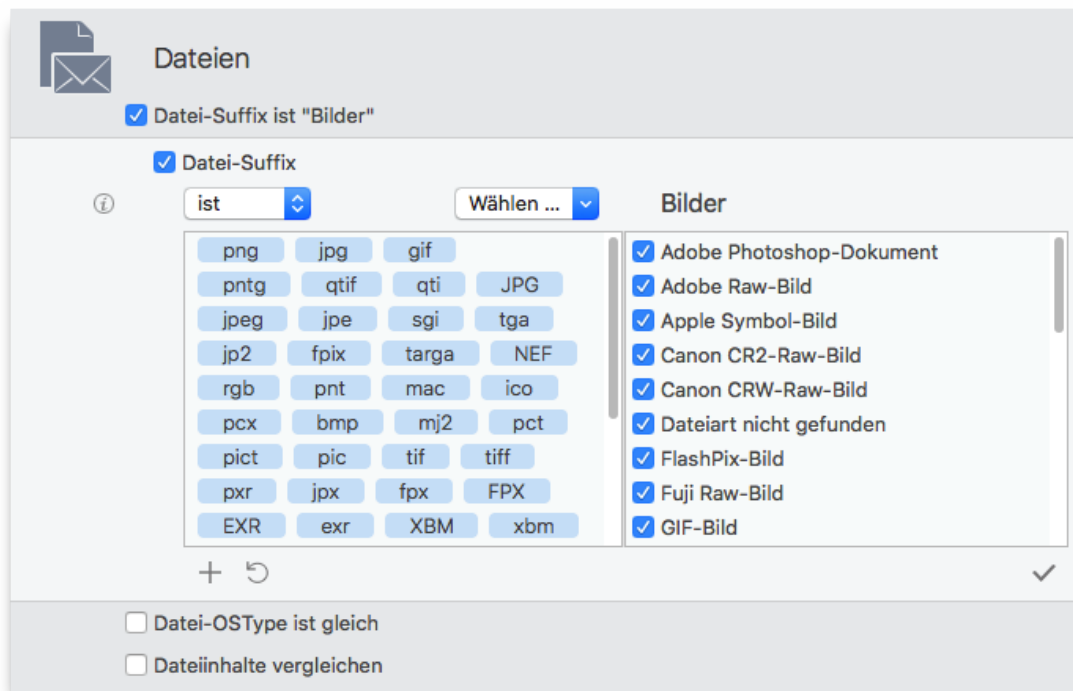 Dateien
Datei-Suffix ist "Bilder"
Datei-Suffix
ist
Wählen ...
Bilder
png jpg gif
pntg qtif qti JPG
jpeg jpe sgi tga
jp2 fpix targa NEF
rgb pnt mac ico
pcx bmp mj2 pct
pict pic tif tiff
pxr jpx fpx FPX
EXR exr XBM xbm
Adobe Photoshop-Dokument
Adobe Raw-Bild
Apple Symbol-Bild
Canon CR2-Raw-Bild
Canon CRW-Raw-Bild
Dateiart nicht gefunden
FlashPix-Bild
Fuji Raw-Bild
GIF-Bild
Datei-OSType ist gleich
Dateiinhalte vergleichen